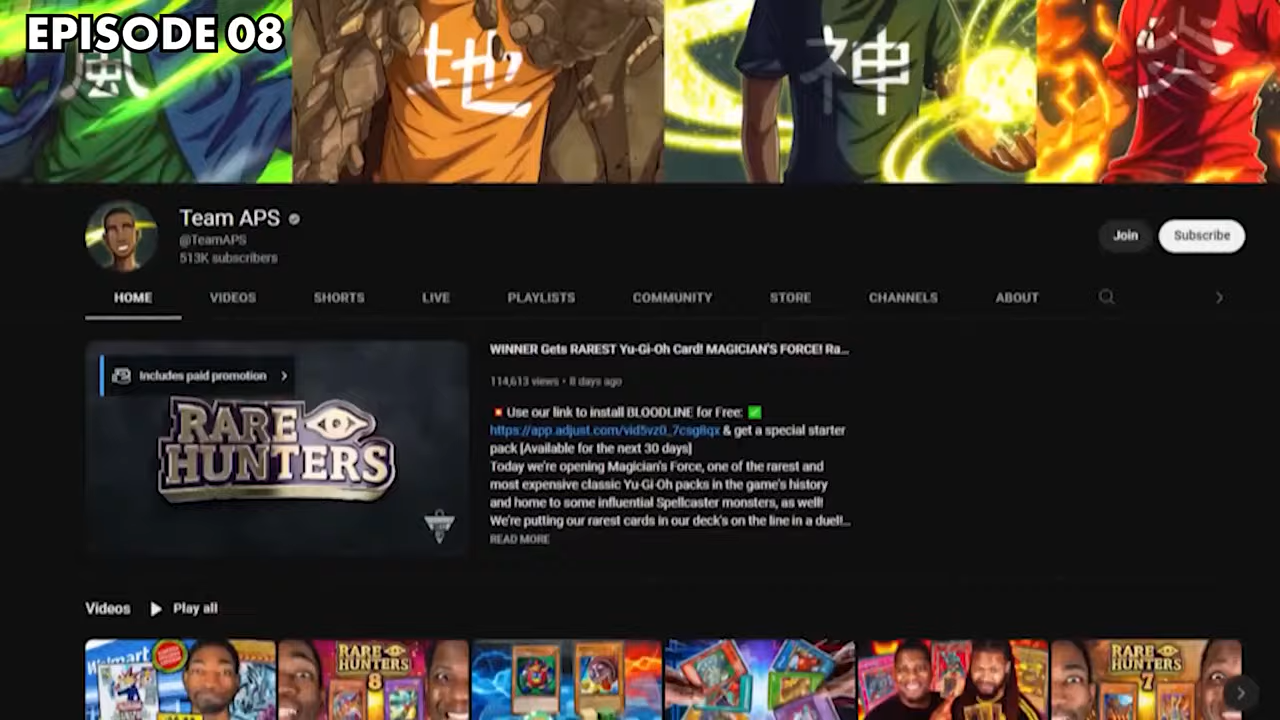 EPISODE 08
風 地 神 炎
Team APS
@TeamAPS
513K subscribers
Join
Subscribe
HOME VIDEOS SHORTS LIVE PLAYLISTS COMMUNITY STORE CHANNELS ABOUT
Includes paid promotion
RARE
HUNTERS
WINNER Gets RAREST Yu-Gi-Oh Card! MAGICIAN'S FORCE! Ra...
114,613 views • 8 days ago
Use our link to install BLOODLINE for Free:
https://app.adjust.com/vid5vz0_7csg8qx & get a special starter
pack [Available for the next 30 days]
Today we're opening Magician's Force, one of the rarest and
most expensive classic Yu-Gi-Oh packs in the game's history
and home to some influential Spellcaster monsters, as well!
We're putting our rarest cards in our deck's on the line in a duel!...
READ MORE
Videos
Play all
Walmart
RARE
HUNTERS
8
RARE
HUNTERS
7